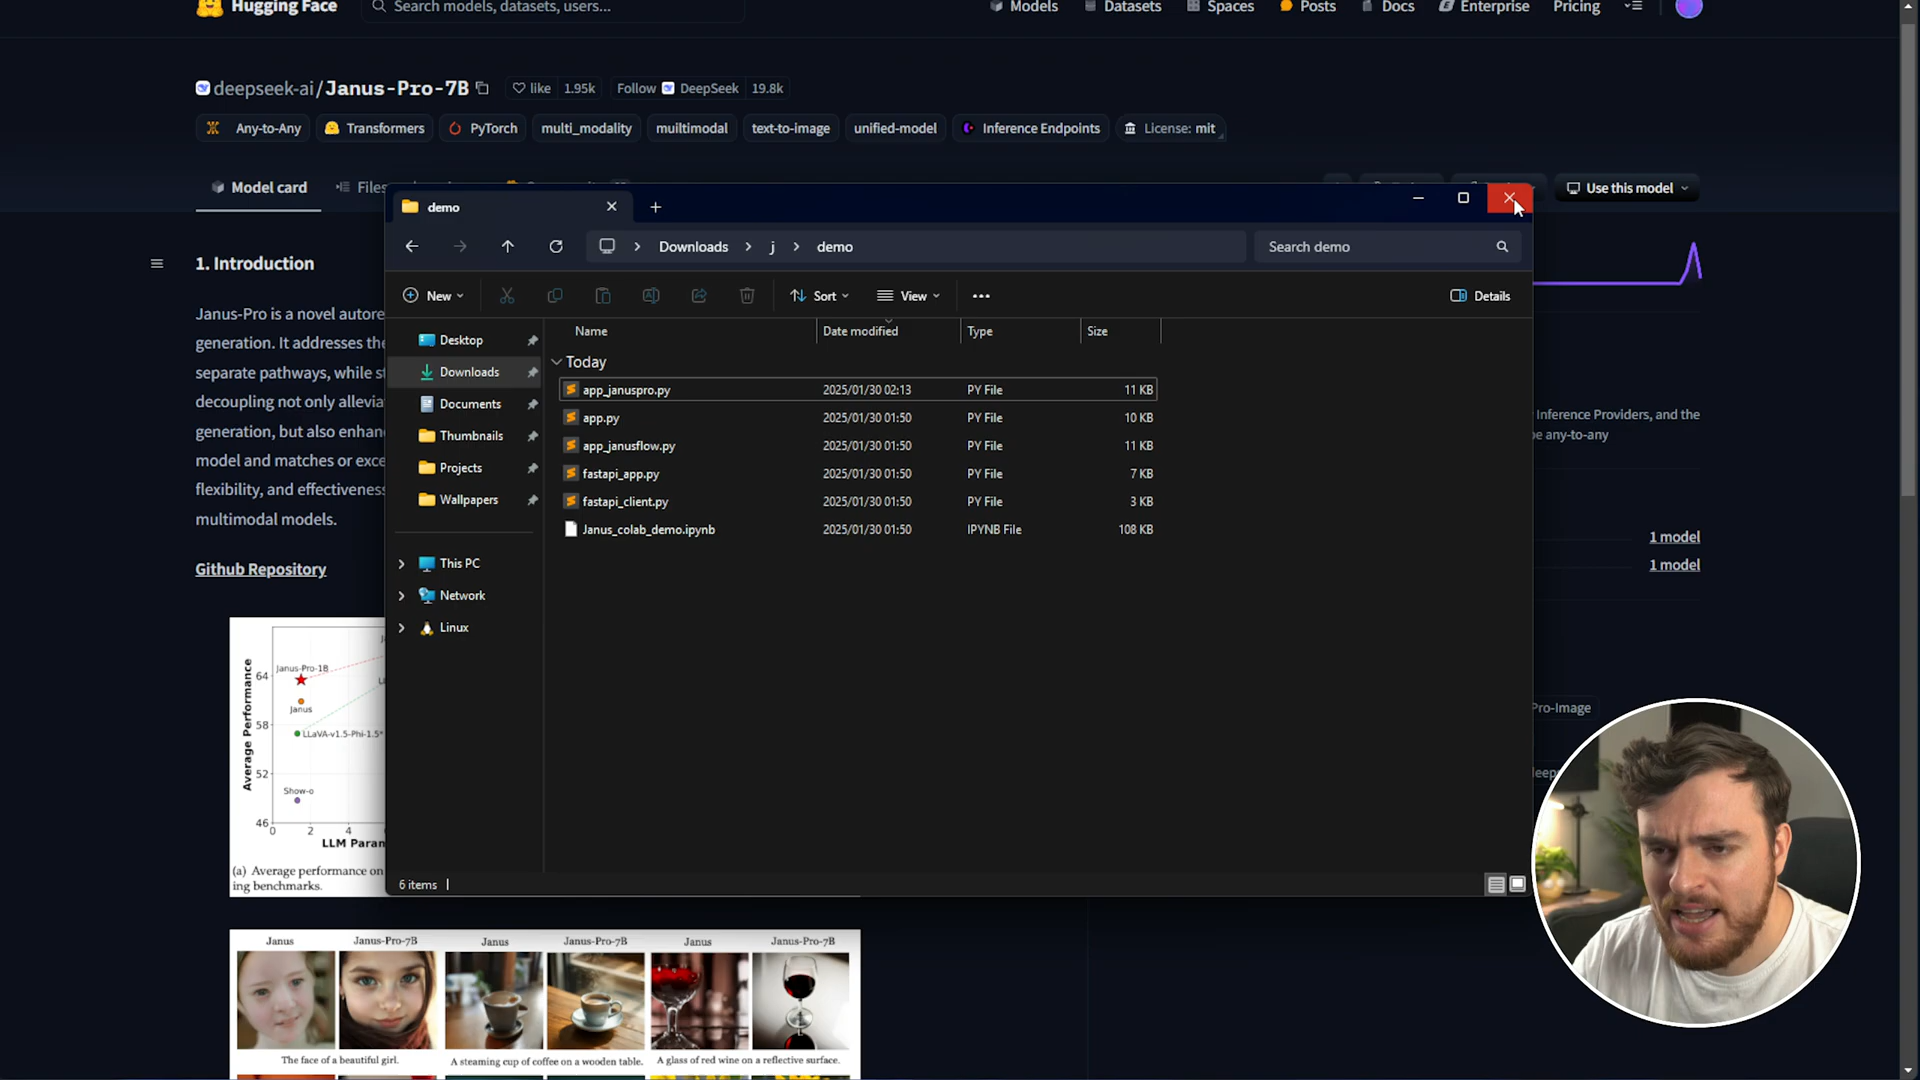 Hugging Face
Search models, datasets, users...
Models
Datasets
Spaces
Posts
Docs
Enterprise
Pricing
deepseek-ai/Janus-Pro-7B
like 1.95k
Follow DeepSeek 19.8k
Any-to-Any
Transformers
PyTorch
multi_modality
muiltimodal
text-to-image
unified-model
Inference Endpoints
License: mit
Model card
Files
Use this model
demo
Downloads > j > demo
Search demo
New
Sort
View
Details
Desktop
Downloads
Documents
Thumbnails
Projects
Wallpapers
This PC
Network
Linux
Name Date modified Type Size
Today
app_januspro.py 2025/01/30 02:13 PY File 11 KB
app.py 2025/01/30 01:50 PY File 10 KB
app_janusflow.py 2025/01/30 01:50 PY File 11 KB
fastapi_app.py 2025/01/30 01:50 PY File 7 KB
fastapi_client.py 2025/01/30 01:50 PY File 3 KB
Janus_colab_demo.ipynb 2025/01/30 01:50 IPYNB File 108 KB
6 items
1. Introduction
Janus-Pro is a novel
generation. It addresses
separate pathways, while
decoupling not only
generation, but also
model and matches or
flexibility, and effectiveness
multimodal models.
Github Repository
Inference Providers, and the
be any-to-any
1 model
1 model
Pro-Image
Average Performance
64
58
52
46
0 2 4
Janus-Pro-1B
Janus
LLaVA-v1.5-Phi-1.5*
Show-o
LLM
(a) Average performance on
ing benchmarks.
Janus Janus-Pro-7B Janus Janus-Pro-7B Janus Janus-Pro-7B
The face of a beautiful girl.
A steaming cup of coffee on a wooden table.
A glass of red wine on a reflective surface.